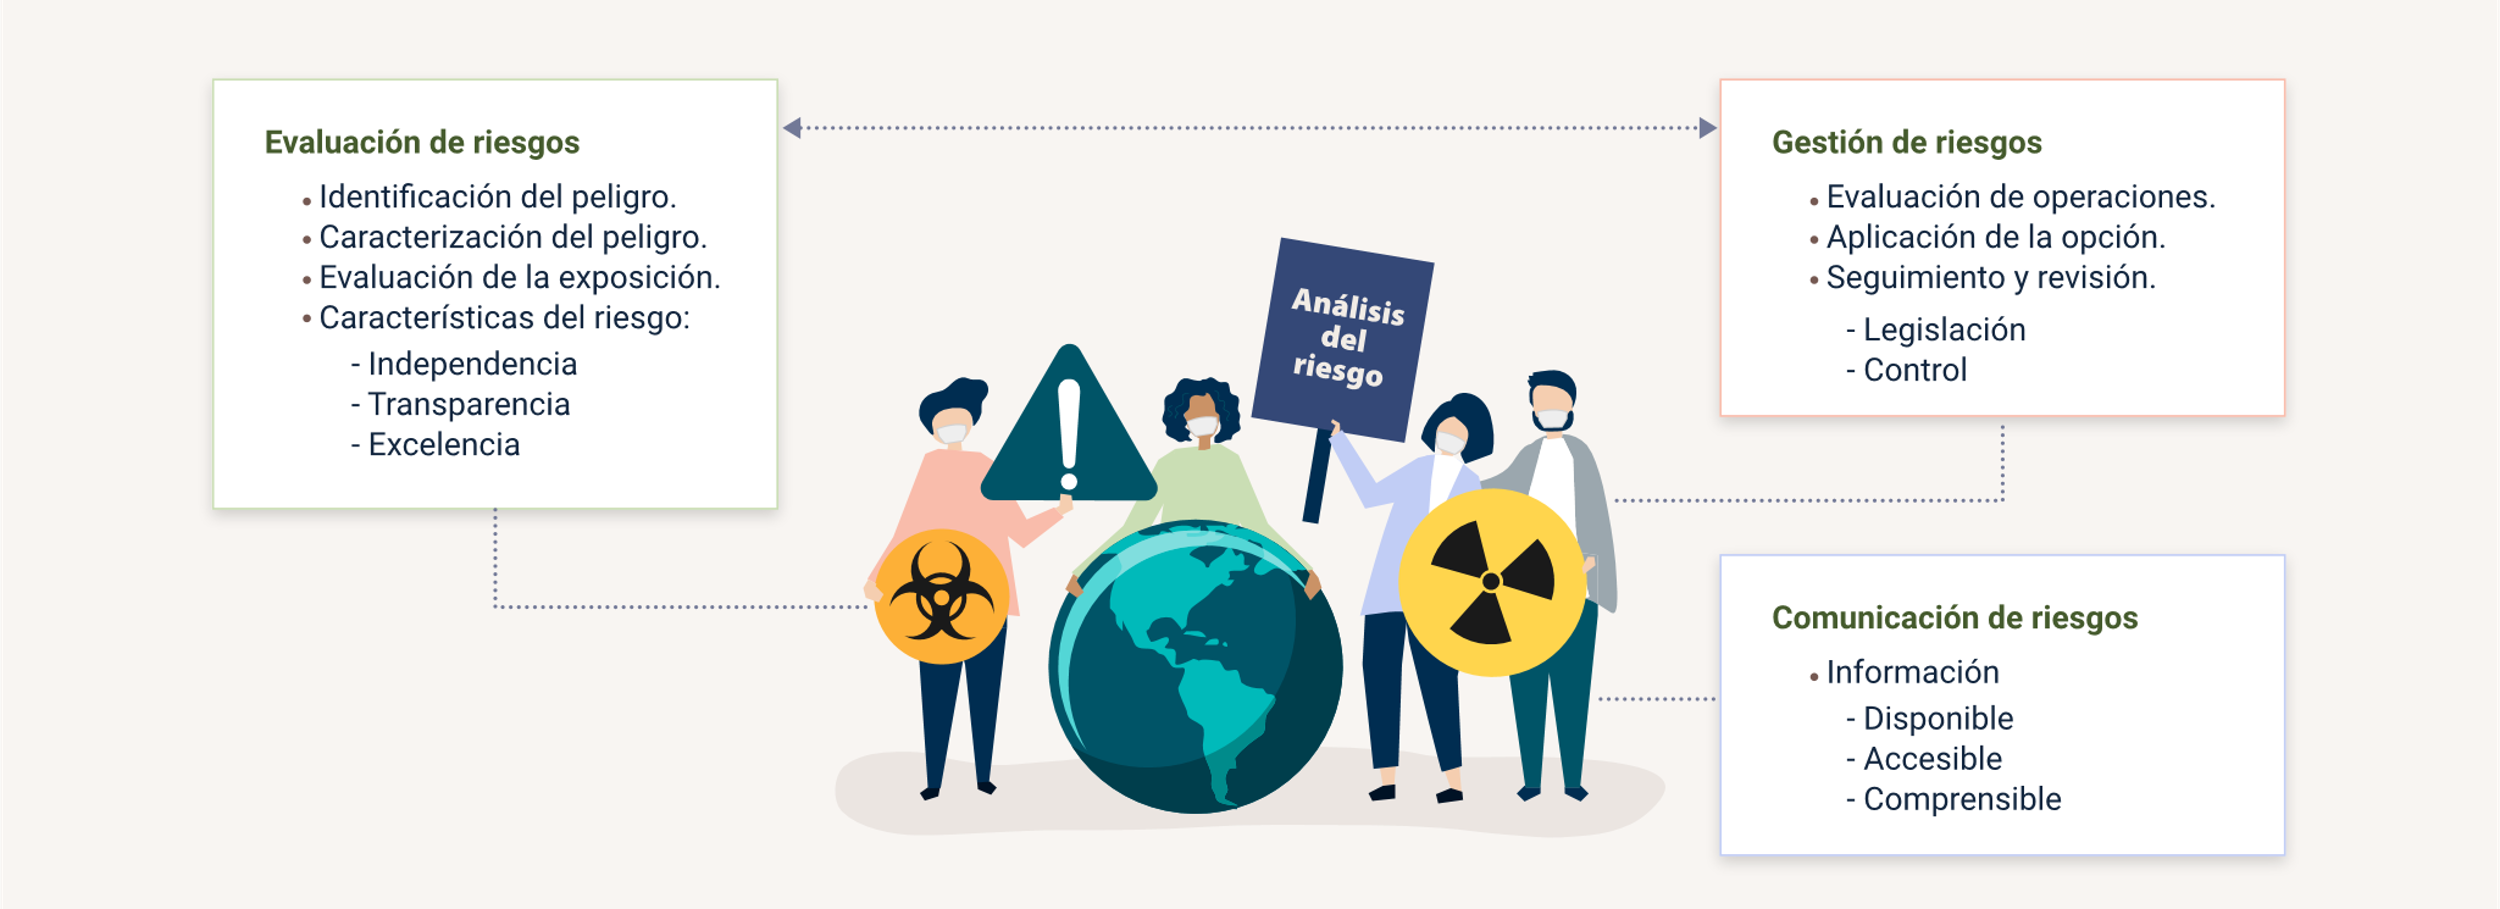 Evaluación de riesgos
• Identificación del peligro.
• Caracterización del peligro.
• Evaluación de la exposición.
• Características del riesgo:
- Independencia
- Transparencia
- Excelencia
Análisis
del
riesgo
Gestión de riesgos
• Evaluación de operaciones.
• Aplicación de la opción.
• Seguimiento y revisión.
- Legislación
- Control
Comunicación de riesgos
• Información
- Disponible
- Accesible
- Comprensible